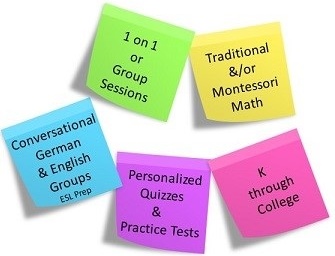 1 on 1
or
Group
Sessions
Traditional
&/or
Montessori
Math
Conversational
German
& English
Groups
ESL Prep
Personalized
Quizzes
&
Practice Tests
K
through
College